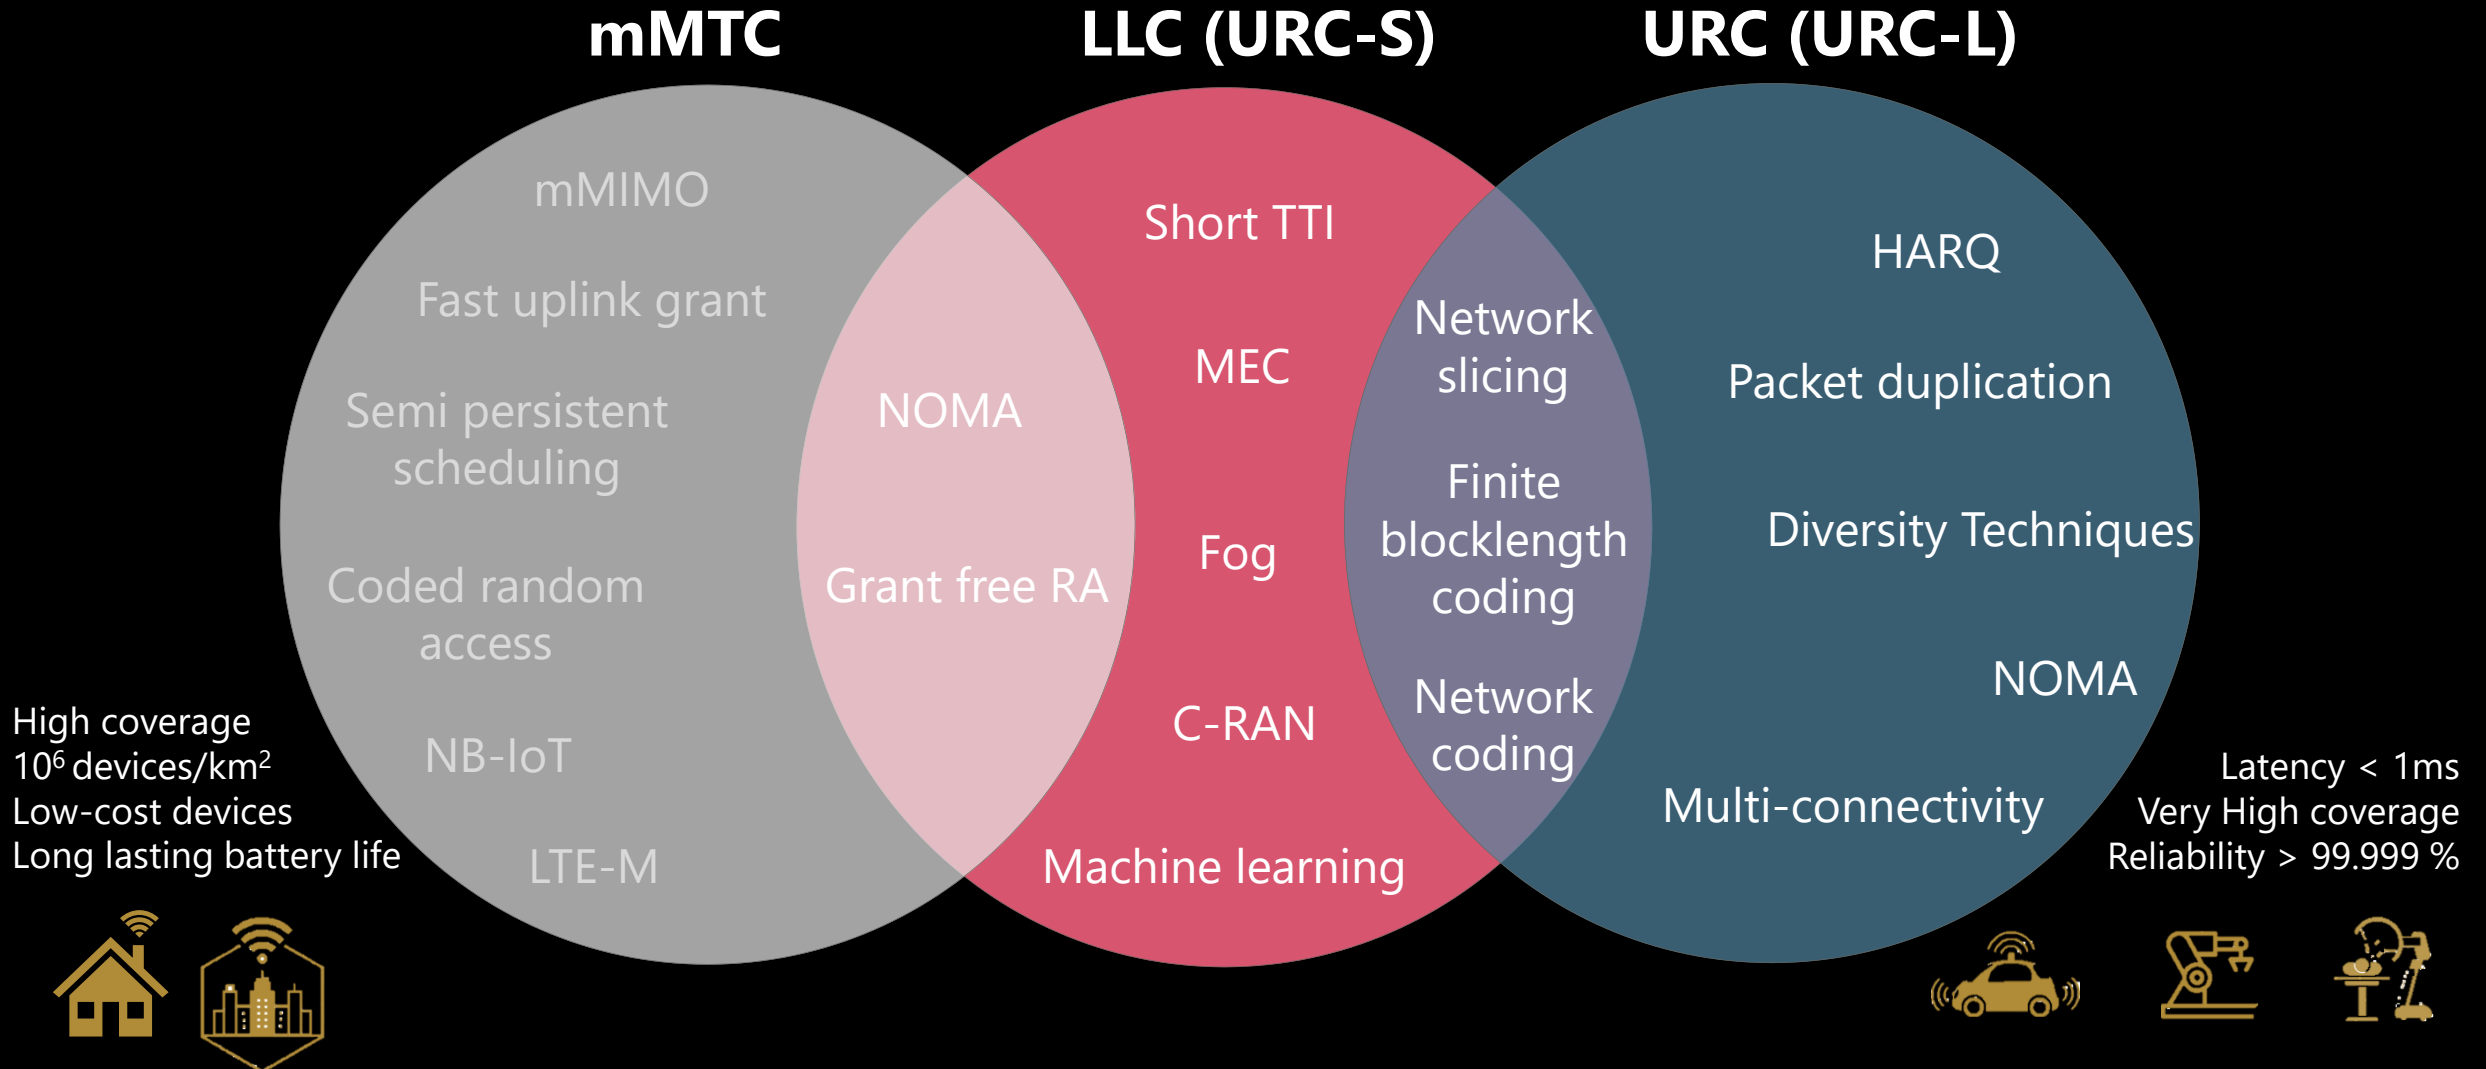 mMTC
LLC (URC-S)
URC (URC-L)
mMIMO
Fast uplink grant
Semi persistent
scheduling
Coded random
access
NB-IoT
LTE-M
NOMA
Grant free RA
Short TTI
MEC
Fog
C-RAN
Machine learning
Network
slicing
Finite
blocklength
coding
Network
coding
HARQ
Packet duplication
Diversity Techniques
NOMA
Multi-connectivity
High coverage
10⁶ devices/km²
Low-cost devices
Long lasting battery life
Latency < 1ms
Very High coverage
Reliability > 99.999 %